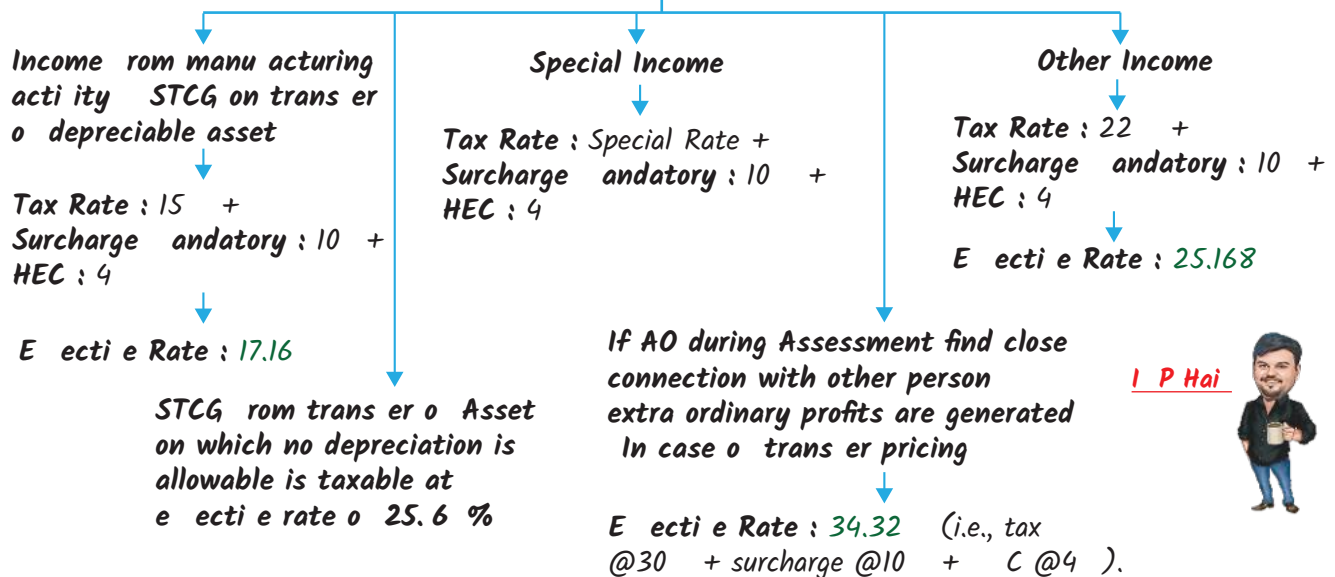 Income rom manu acturing
acti ity STCG on trans er
o depreciable asset
Tax Rate : 15 +
Surcharge andatory : 10 +
HEC : 4
E ecti e Rate : 17.16
STCG rom trans er o Asset
on which no depreciation is
allowable is taxable at
e ecti e rate o 25. 6 %
Special Income
Tax Rate : Special Rate +
Surcharge andatory : 10 +
HEC : 4
If AO during Assessment find close
connection with other person
extra ordinary profits are generated
In case o trans er pricing
E ecti e Rate : 34.32 (i.e., tax
@30 + surcharge @10 + C @4 ).
Other Income
Tax Rate : 22 +
Surcharge andatory : 10 +
HEC : 4
E ecti e Rate : 25.168
I P Hai